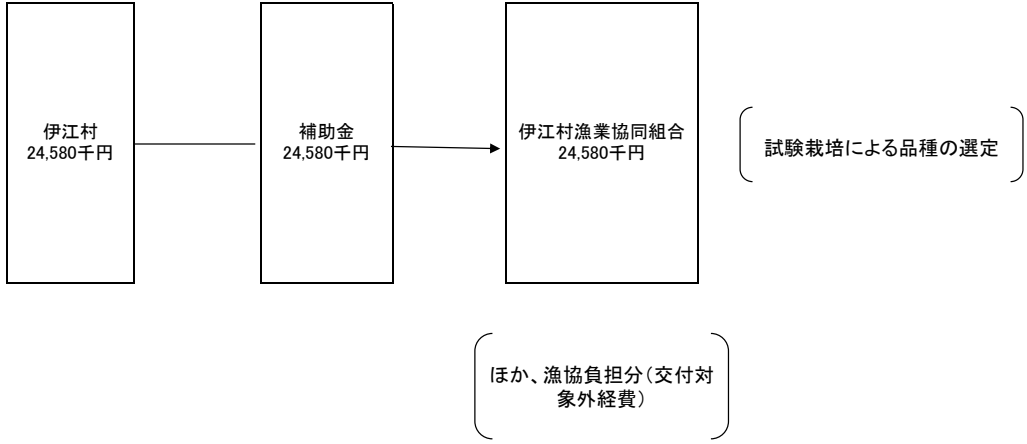 伊江村
24,580千円
補助金
24,580千円
伊江村漁業協同組合
24,580千円
試験栽培による品種の選定
ほか、漁協負担分（交付対
象外経費）